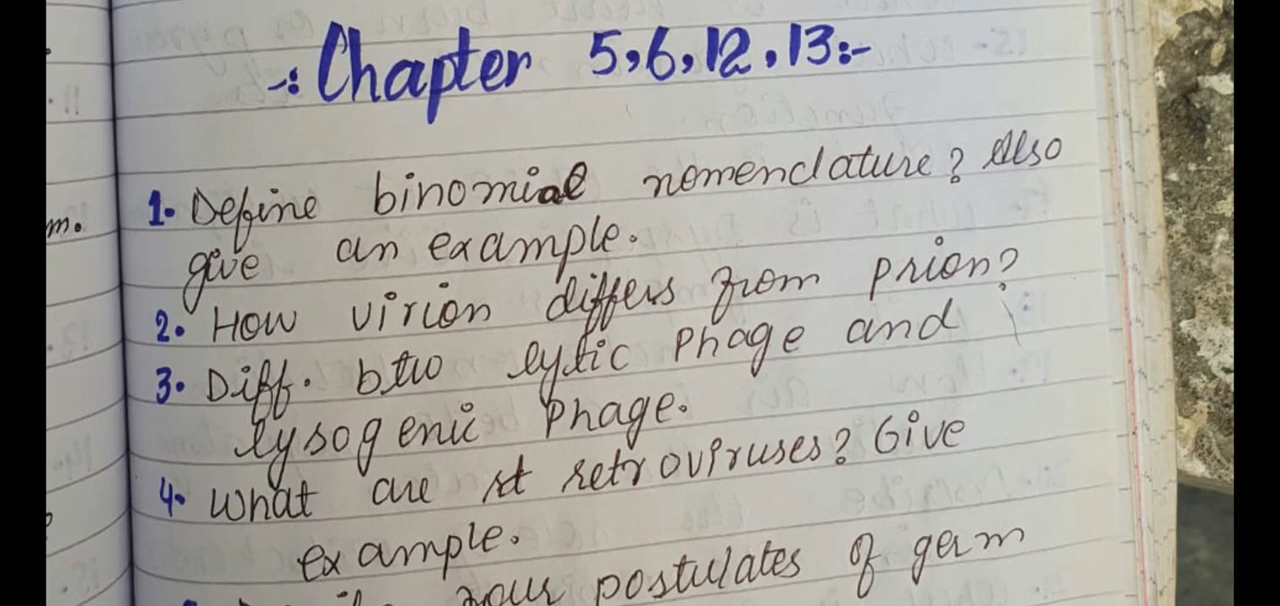 -: Chapter 5,6,12,13:-
1. Define binomial nomenclature? Also
give an example.
2. How virion differs from prion?
3. Diff. btw lytic Phage and
lysogenic Phage.
m.
4. What are st retroviruses? Give
example.
four postulates of germ